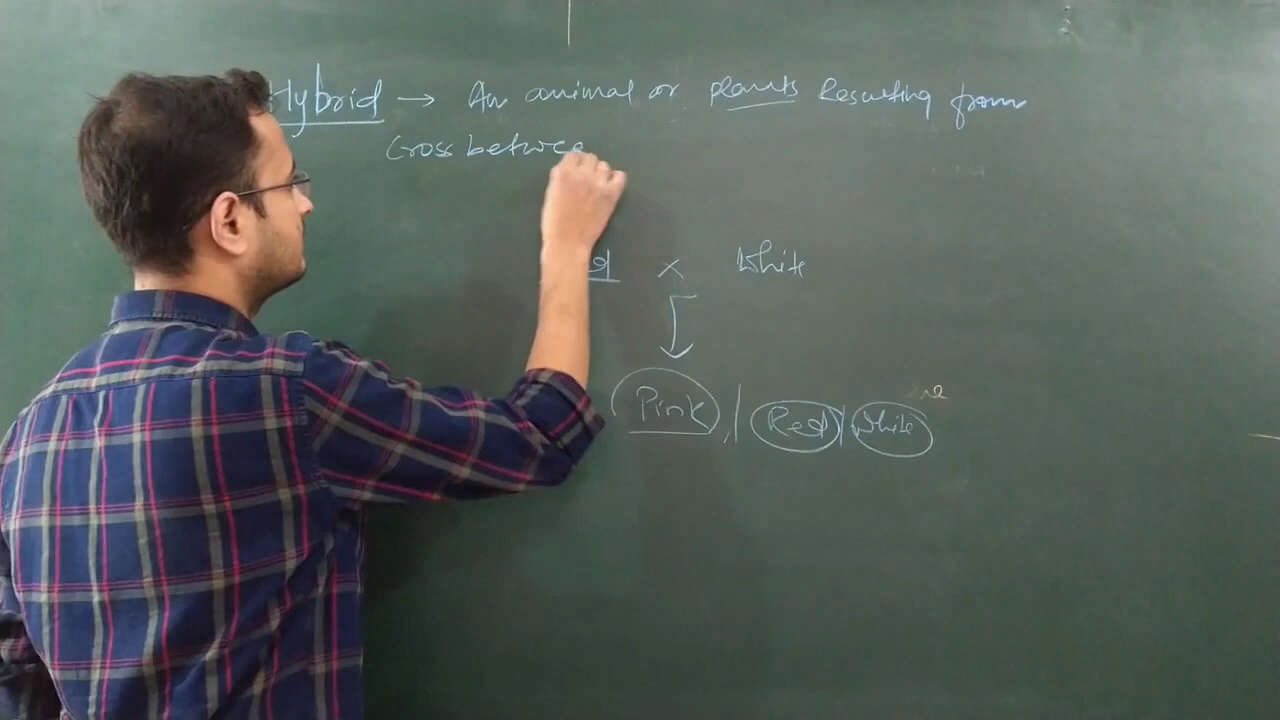 Hybrid → An animal or plants Resulting from
Cross betwee
× White
Pink, | Red | White